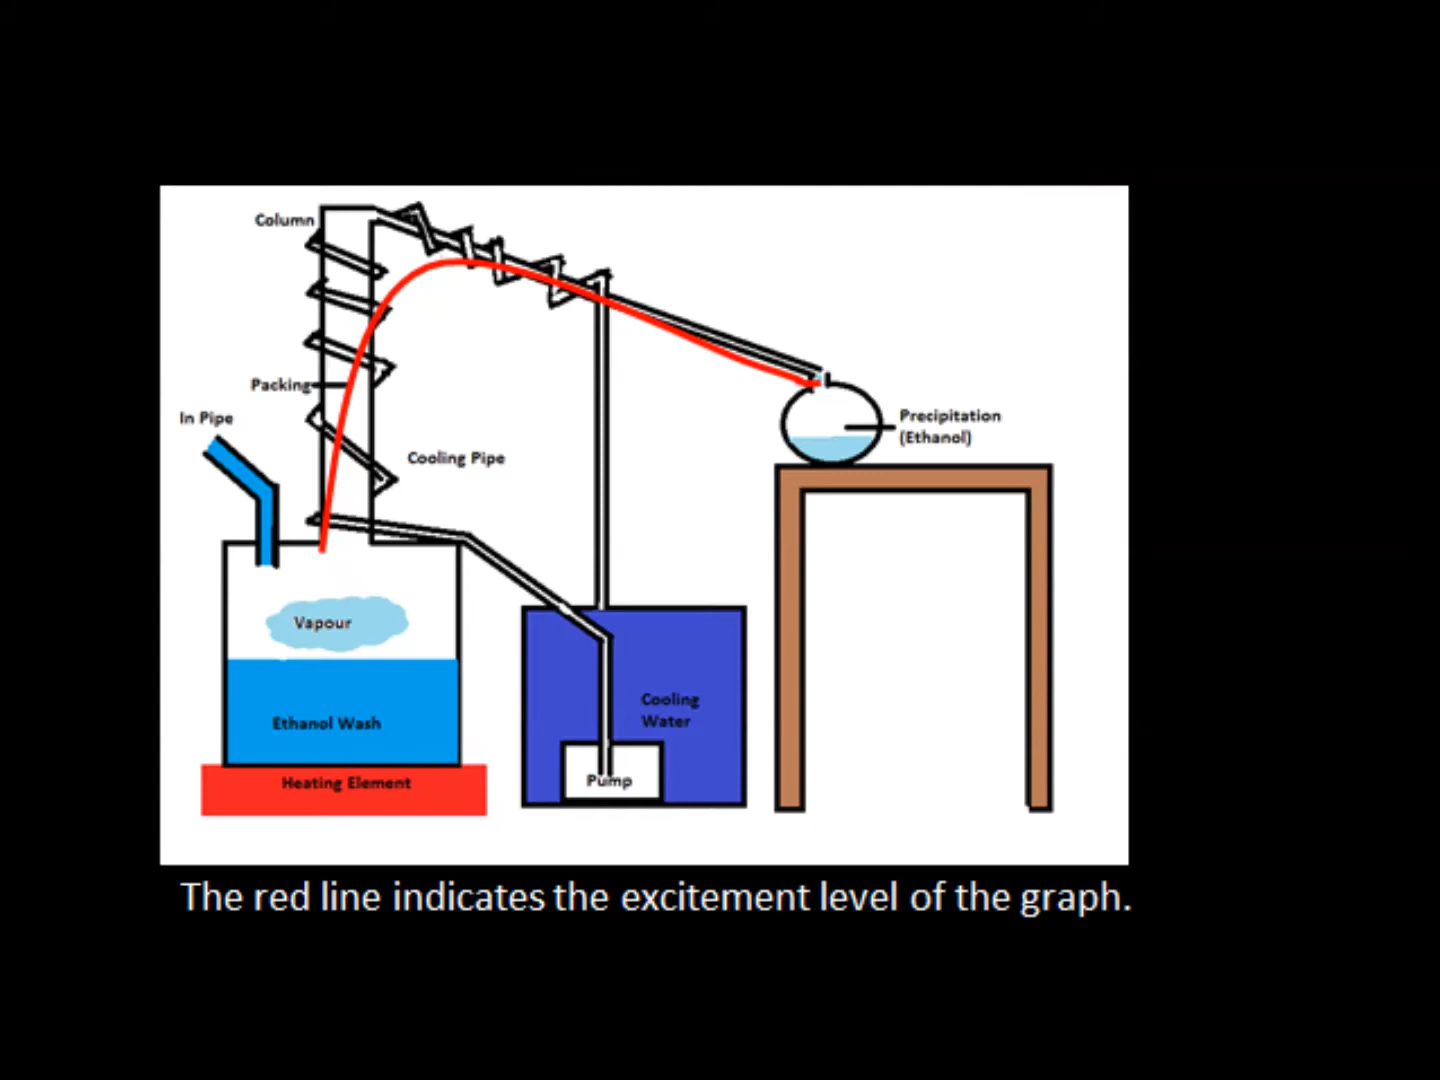 Column
Packing
In Pipe
Cooling Pipe
Precipitation
(Ethanol)
Vapour
Ethanol Wash
Heating Element
Cooling
Water
Pump
The red line indicates the excitement level of the graph.